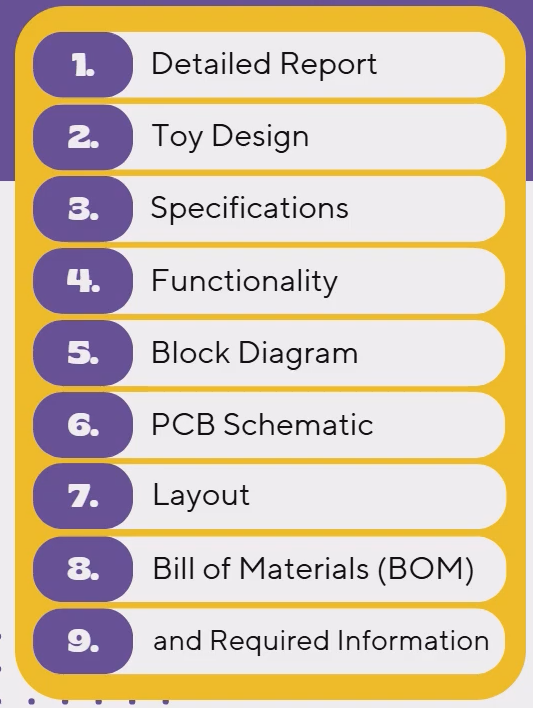 1. Detailed Report
2. Toy Design
3. Specifications
4. Functionality
5. Block Diagram
6. PCB Schematic
7. Layout
8. Bill of Materials (BOM)
9. and Required Information